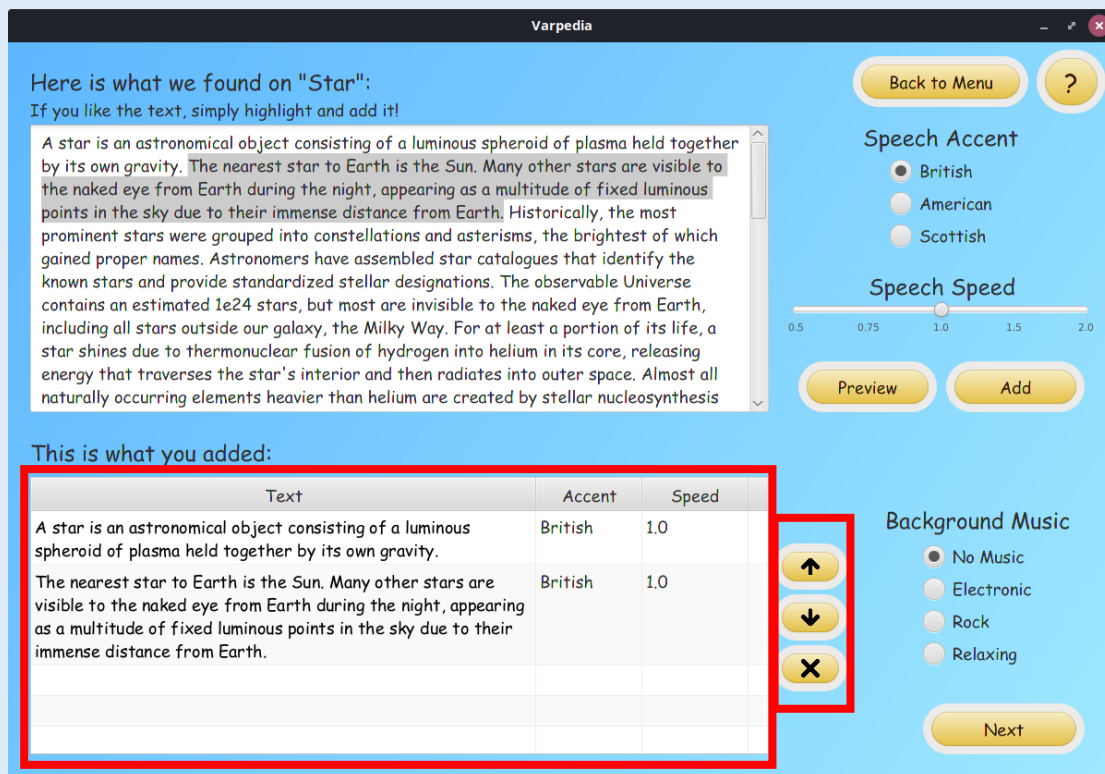 Varpedia
Here is what we found on "Star":
If you like the text, simply highlight and add it!
Back to Menu
?
A star is an astronomical object consisting of a luminous spheroid of plasma held together
by its own gravity. The nearest star to Earth is the Sun. Many other stars are visible to
the naked eye from Earth during the night, appearing as a multitude of fixed luminous
points in the sky due to their immense distance from Earth. Historically, the most
prominent stars were grouped into constellations and asterisms, the brightest of which
gained proper names. Astronomers have assembled star catalogues that identify the
known stars and provide standardized stellar designations. The observable Universe
contains an estimated 1e24 stars, but most are invisible to the naked eye from Earth,
including all stars outside our galaxy, the Milky Way. For at least a portion of its life, a
star shines due to thermonuclear fusion of hydrogen into helium in its core, releasing
energy that traverses the star's interior and then radiates into outer space. Almost all
naturally occurring elements heavier than helium are created by stellar nucleosynthesis
Speech Accent
British
American
Scottish
Speech Speed
0.5 0.75 1.0 1.5 2.0
Preview
Add
This is what you added:
Text Accent Speed
A star is an astronomical object consisting of a luminous British 1.0
spheroid of plasma held together by its own gravity.
The nearest star to Earth is the Sun. Many other stars are British 1.0
visible to the naked eye from Earth during the night, appearing
as a multitude of fixed luminous points in the sky due to their
immense distance from Earth.
Background Music
No Music
Electronic
Rock
Relaxing
Next